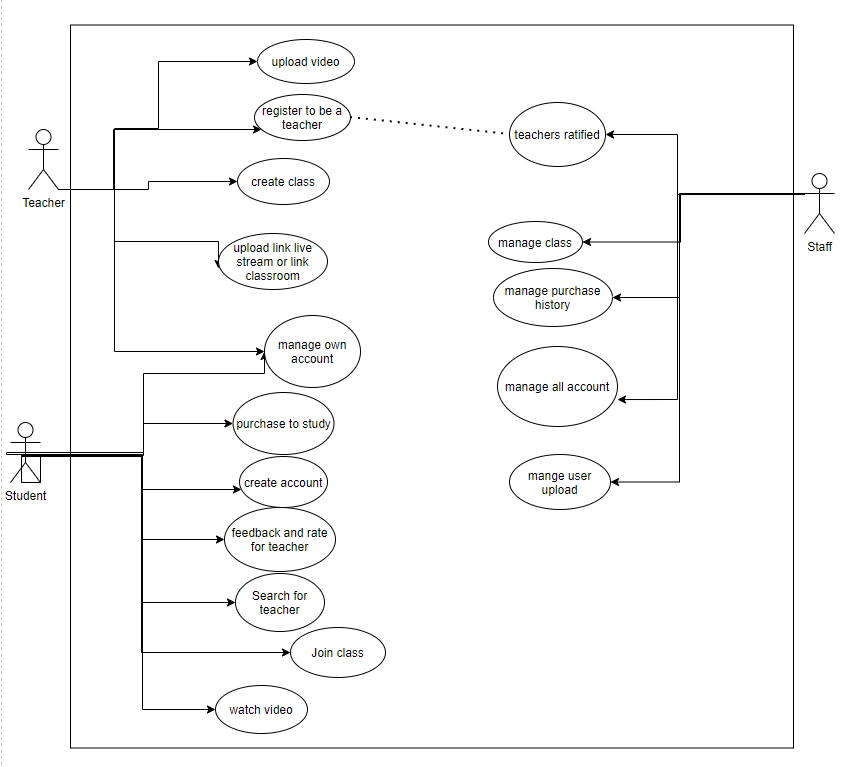 upload video
register to be a
teacher
teachers ratified
create class
Teacher
Staff
manage class
upload link live
stream or link
classroom
manage purchase
history
manage own
account
manage all account
purchase to study
create account
mange user
upload
Student
feedback and rate
for teacher
Search for
teacher
Join class
watch video